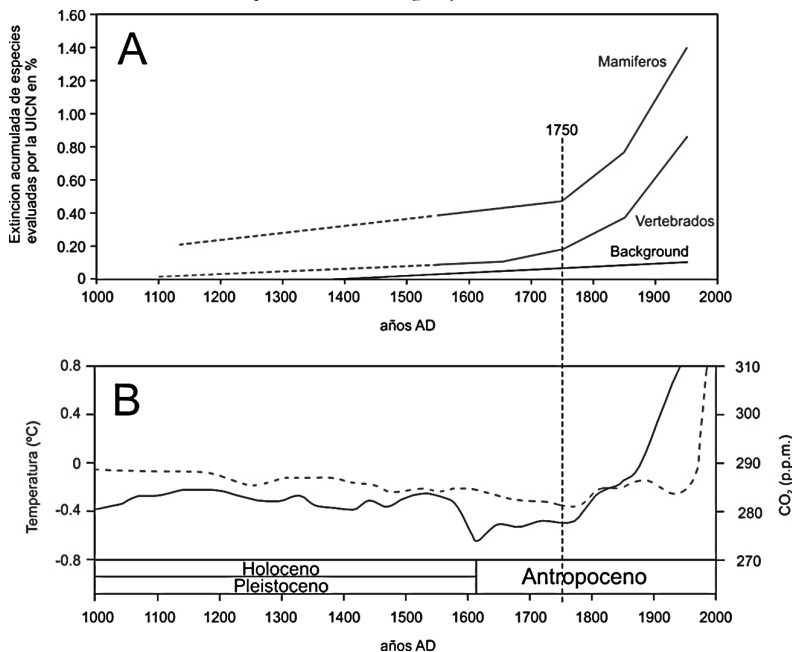 1.60
A
1.40
Mamiferos
1.20
1.00
1750
0.80
0.60
0.40
Vertebrados
0.20
Background
0
Extincion acumulada de especies
evaluadas por la UICN en %
1000 1100 1200 1300 1400 1500 1600 1700 1800 1900 2000
años AD
0.8 310
B
0.4 300
0 290
-0.4 280
-0.8 270
Temperatura (ºC)
CO₂ (p.p.m.)
Holoceno
Pleistoceno
Antropoceno
1000 1100 1200 1300 1400 1500 1600 1700 1800 1900 2000
años AD